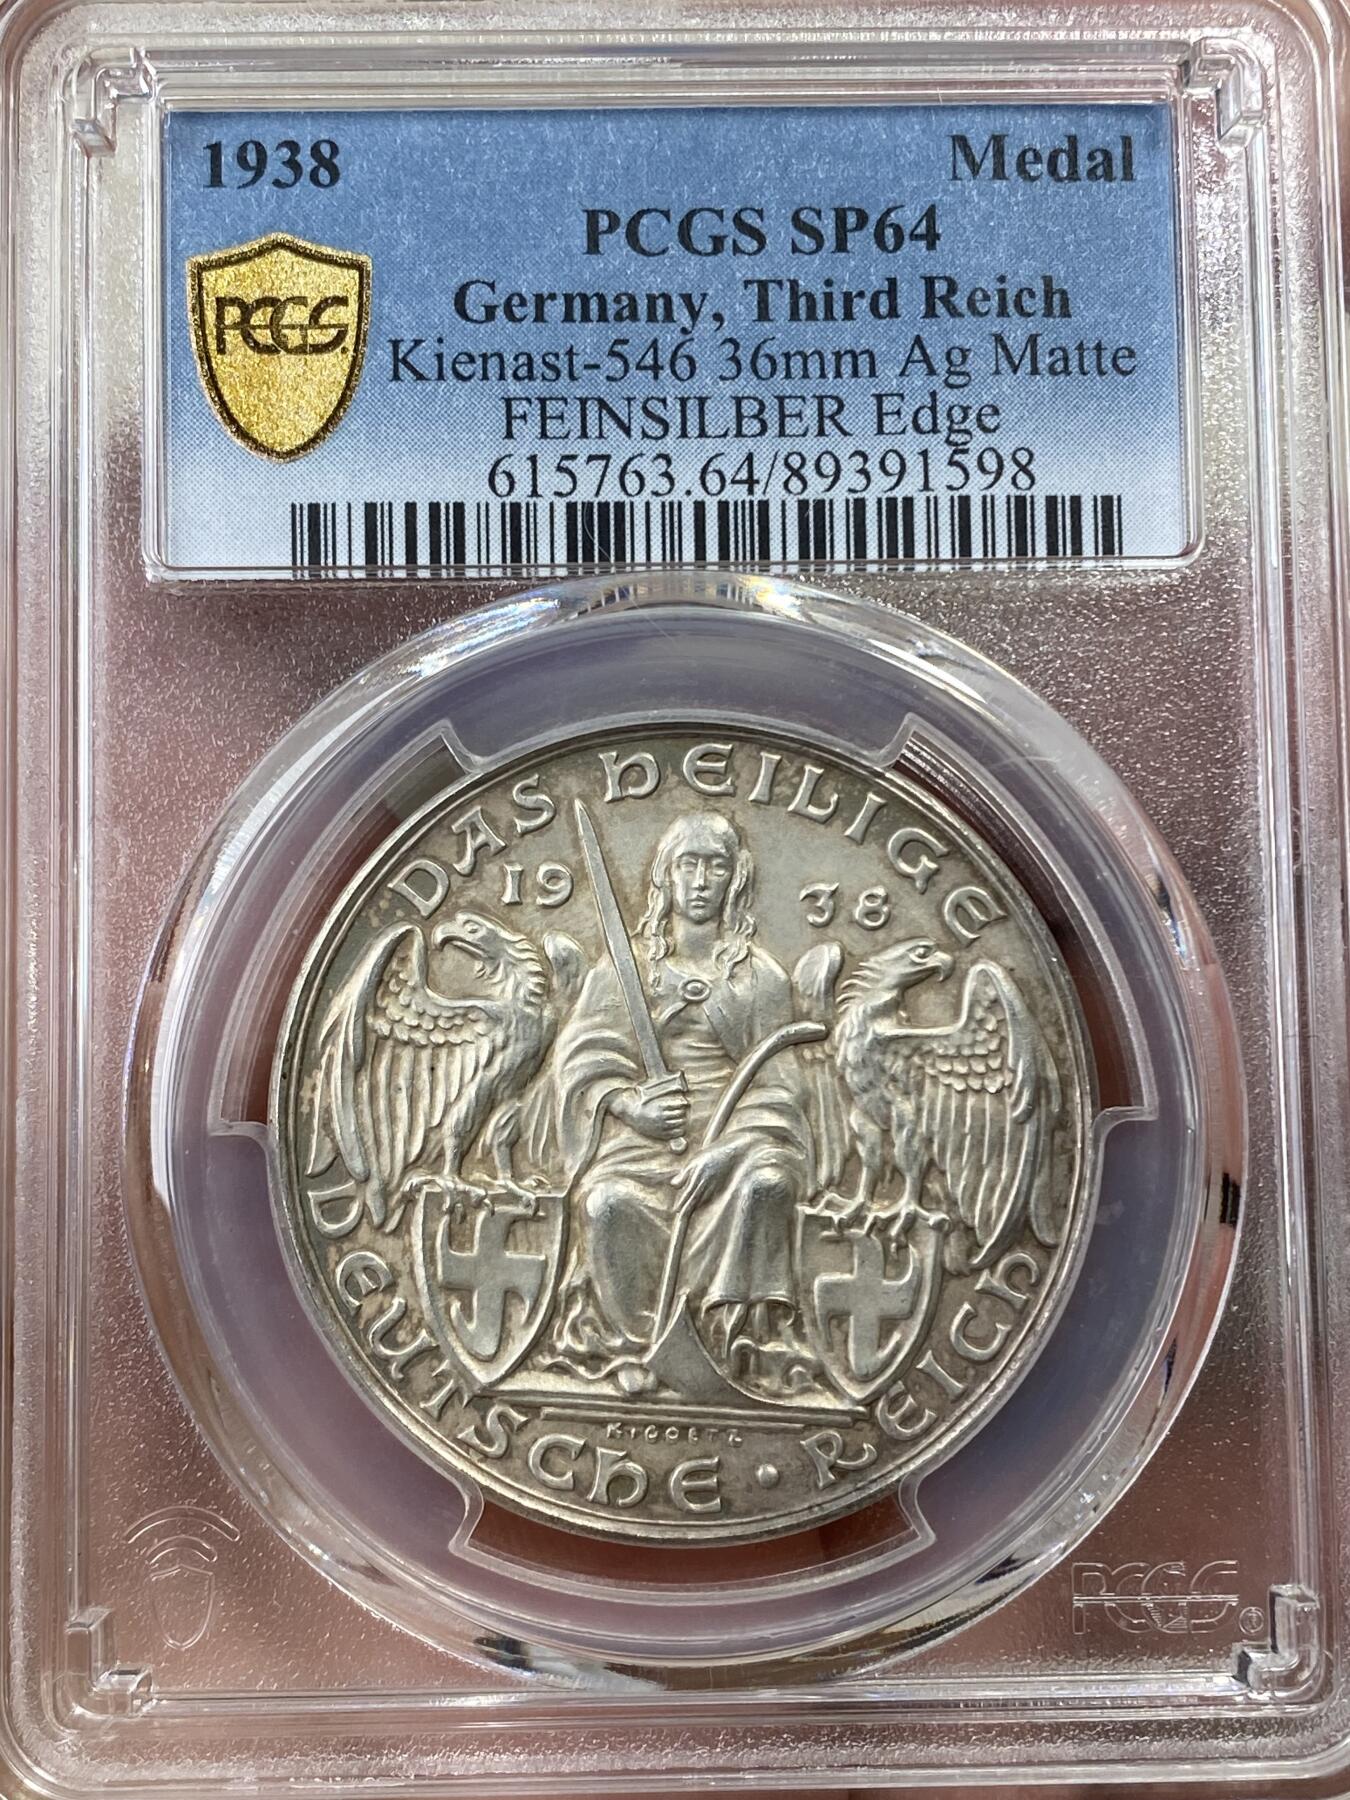 1938 Medal
PCGS SP64
PCGS
Germany, Third Reich
Kienast-546 36mm Ag Matte
FEINSILBER Edge
615763.64/89391598
DAS HEILIGE
19 38
DEUTSCHE • REICH
K•GOETZ
PCGS